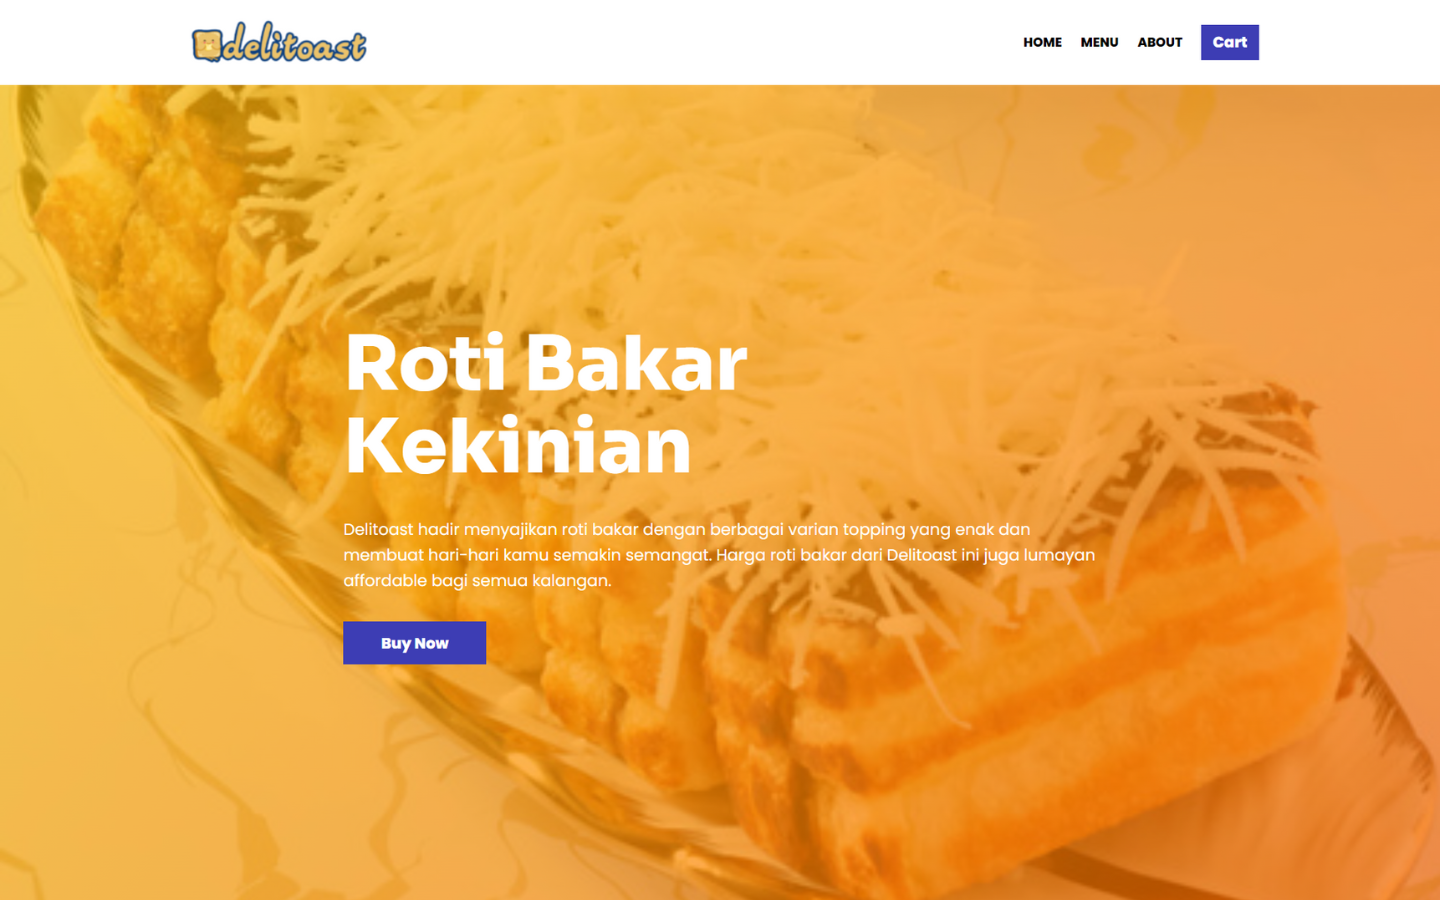 delitoast
HOME
MENU
ABOUT
Cart
Roti Bakar
Kekinian
Delitoast hadir menyajikan roti bakar dengan berbagai varian topping yang enak dan
membuat hari-hari kamu semakin semangat. Harga roti bakar dari Delitoast ini juga lumayan
affordable bagi semua kalangan.
Buy Now